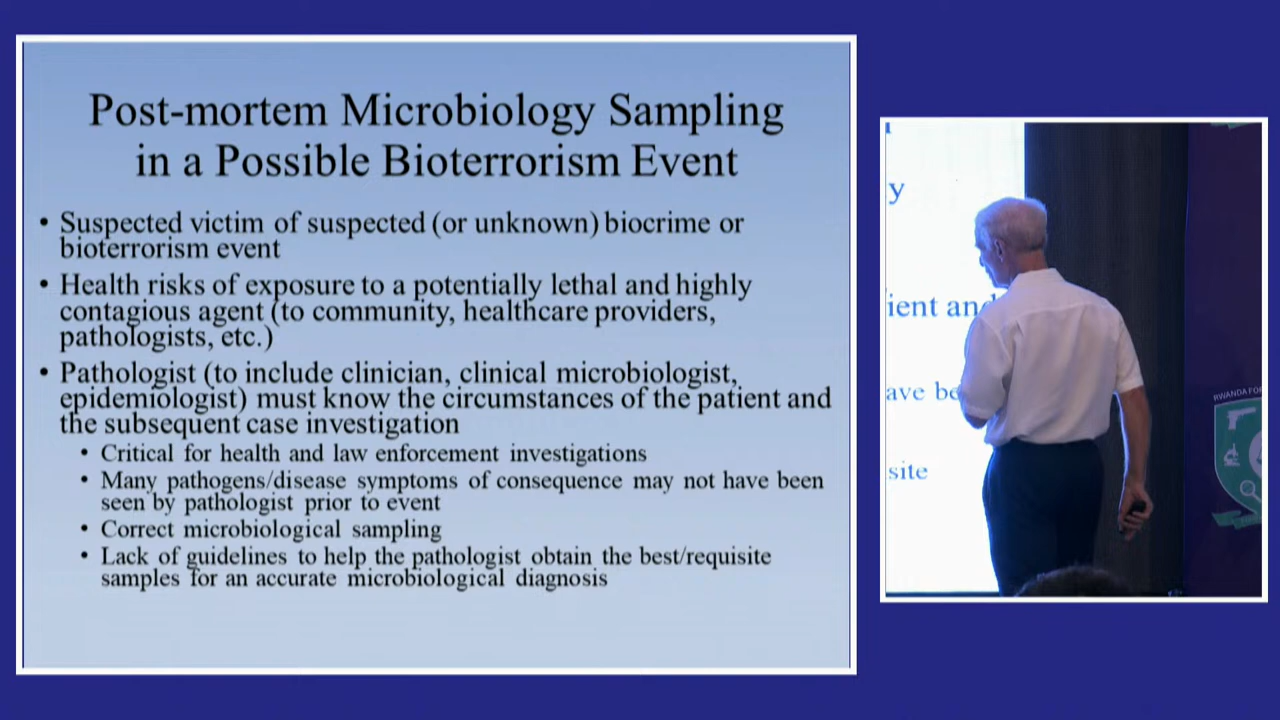 Post-mortem Microbiology Sampling
in a Possible Bioterrorism Event
• Suspected victim of suspected (or unknown) biocrime or
bioterrorism event
• Health risks of exposure to a potentially lethal and highly
contagious agent (to community, healthcare providers,
pathologists, etc.)
• Pathologist (to include clinician, clinical microbiologist,
epidemiologist) must know the circumstances of the patient and
the subsequent case investigation
• Critical for health and law enforcement investigations
• Many pathogens/disease symptoms of consequence may not have been
seen by pathologist prior to event
• Correct microbiological sampling
• Lack of guidelines to help the pathologist obtain the best/requisite
samples for an accurate microbiological diagnosis
y
ient and
ave be
site
RWANDA FO